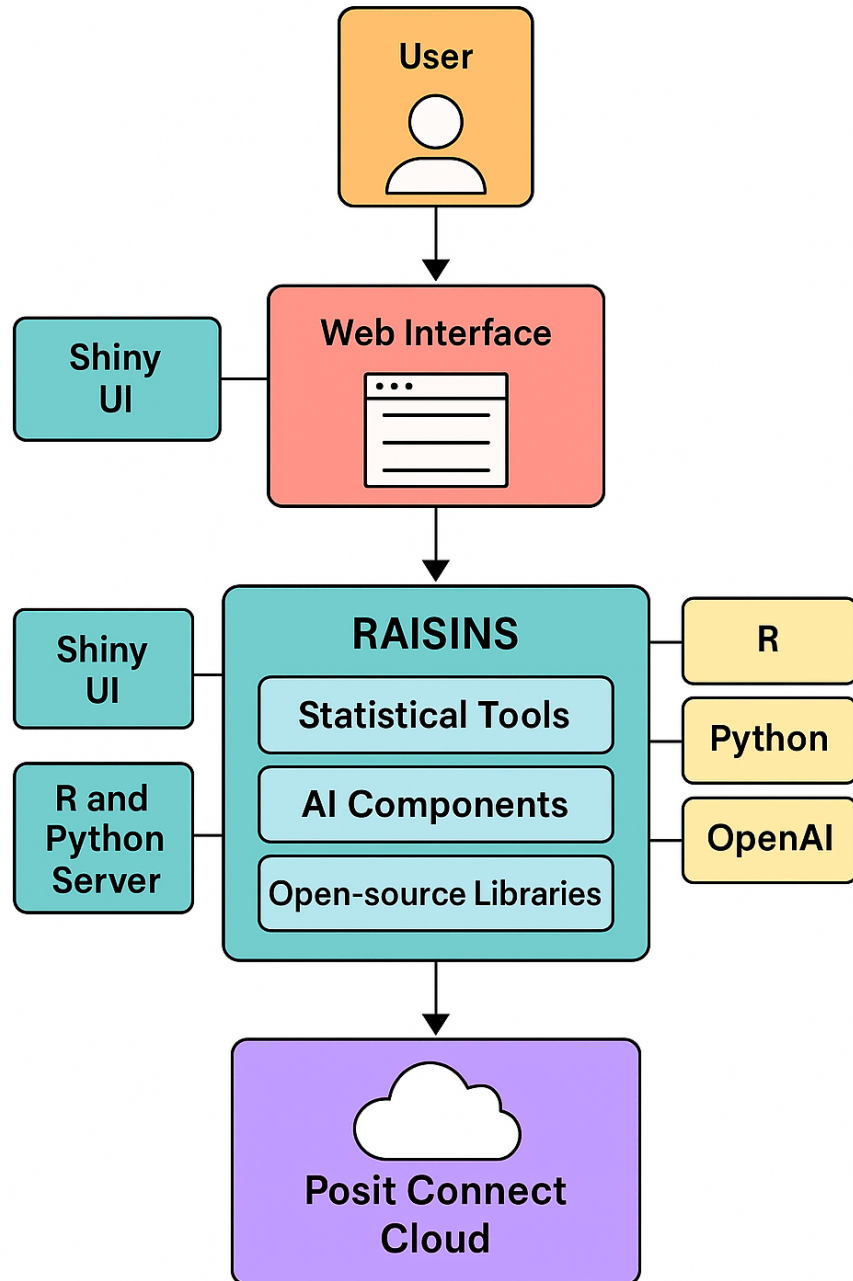 User
Shiny
UI
Web Interface
Shiny
UI
R and
Python
Server
RAISINS
Statistical Tools
AI Components
Open-source Libraries
R
Python
OpenAI
Posit Connect
Cloud